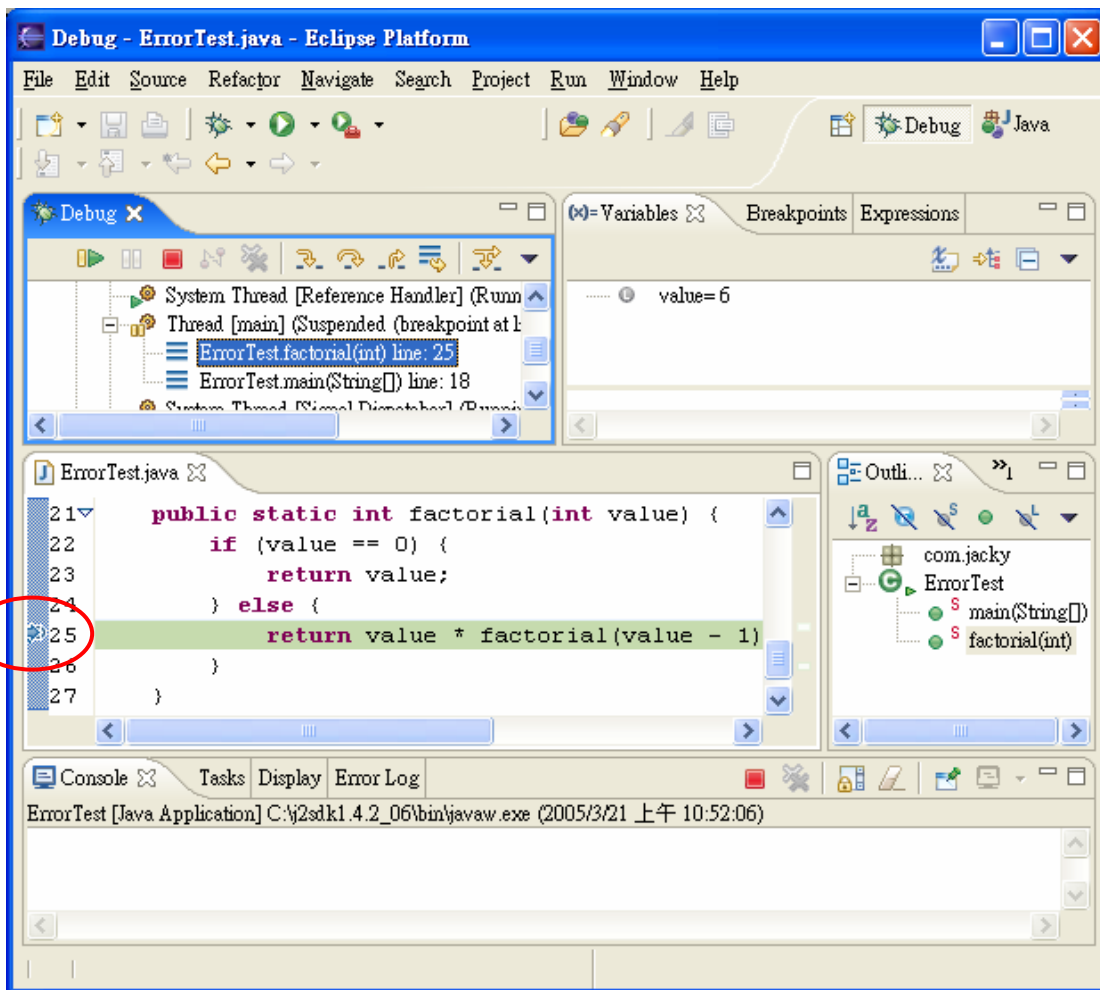 Debug - ErrorTest.java - Eclipse Platform
File Edit Source Refactor Navigate Search Project Run Window Help
Debug Java
Debug
(x)= Variables Breakpoints Expressions
System Thread [Reference Handler] (Runn
Thread [main] (Suspended (breakpoint at l
ErrorTest.factorial(int) line: 25
ErrorTest.main(String[]) line: 18
value= 6
ErrorTest.java
21 public static int factorial(int value) {
22 if (value == 0) {
23 return value;
24 } else {
25 return value * factorial(value - 1)
26 }
27 }
Outli... »1
com.jacky
ErrorTest
main(String[])
factorial(int)
Console Tasks Display Error Log
ErrorTest [Java Application] C:\j2sdk1.4.2_06\bin\javaw.exe (2005/3/21 上午 10:52:06)